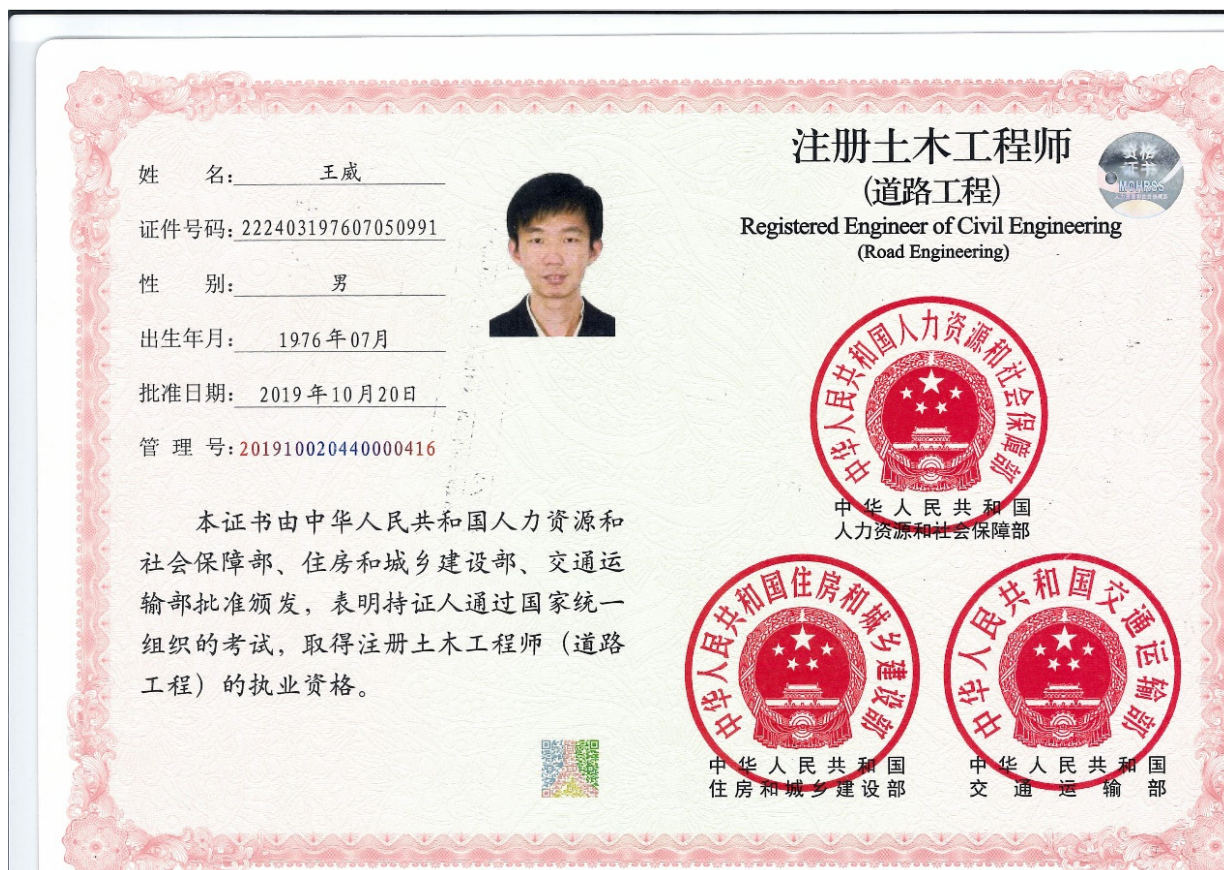 姓 名: 王威
证件号码: 222403197607050991
性 别: 男
出生年月: 1976年07月
批准日期: 2019年10月20日
管 理 号: 201910020440000416
本证书由中华人民共和国人力资源和
社会保障部、住房和城乡建设部、交通运
输部批准颁发，表明持证人通过国家统一
组织的考试，取得注册土木工程师（道路
工程）的执业资格。
注册土木工程师
(道路工程)
Registered Engineer of Civil Engineering
(Road Engineering)
资格
证书
MOHRSS
中华人民共和国人力资源和社会保障部
中华人民共和国
人力资源和社会保障部
中华人民共和国住房和城乡建设部
中华人民共和国
住房和城乡建设部
中华人民共和国交通运输部
中华人民共和国
交通运输部